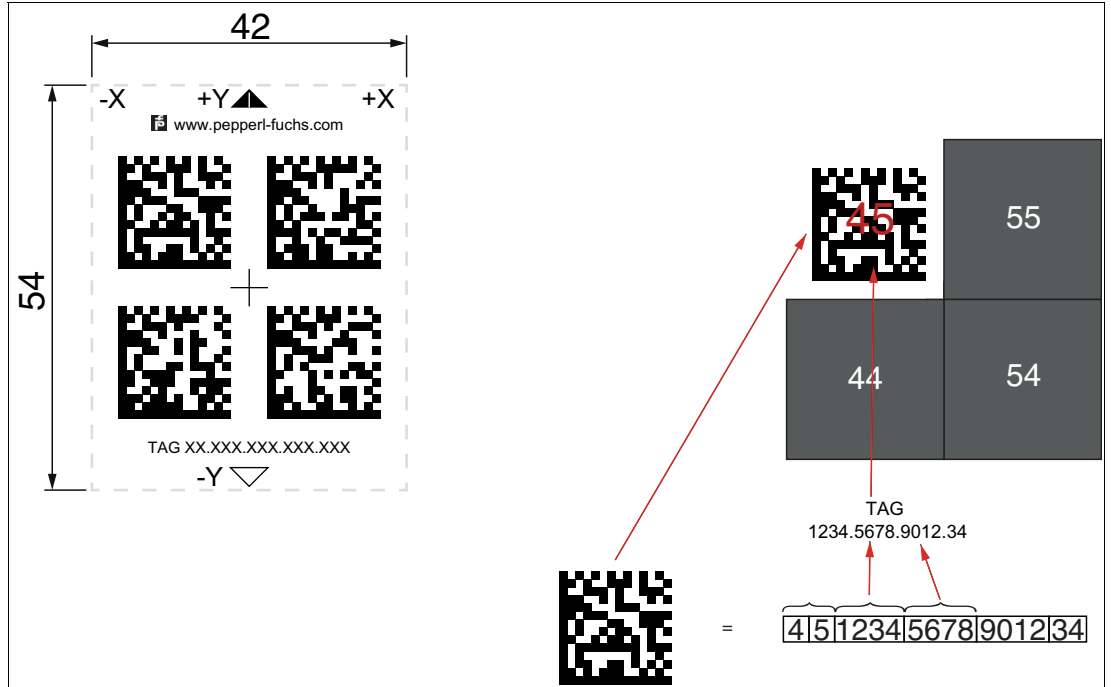 42
54
-X +Y +X
www.pepperl-fuchs.com
TAG XX.XXX.XXX.XXX.XXX
-Y
45
55
44
54
TAG
1234.5678.9012.34
= 4 5 1234 5678 9012 34